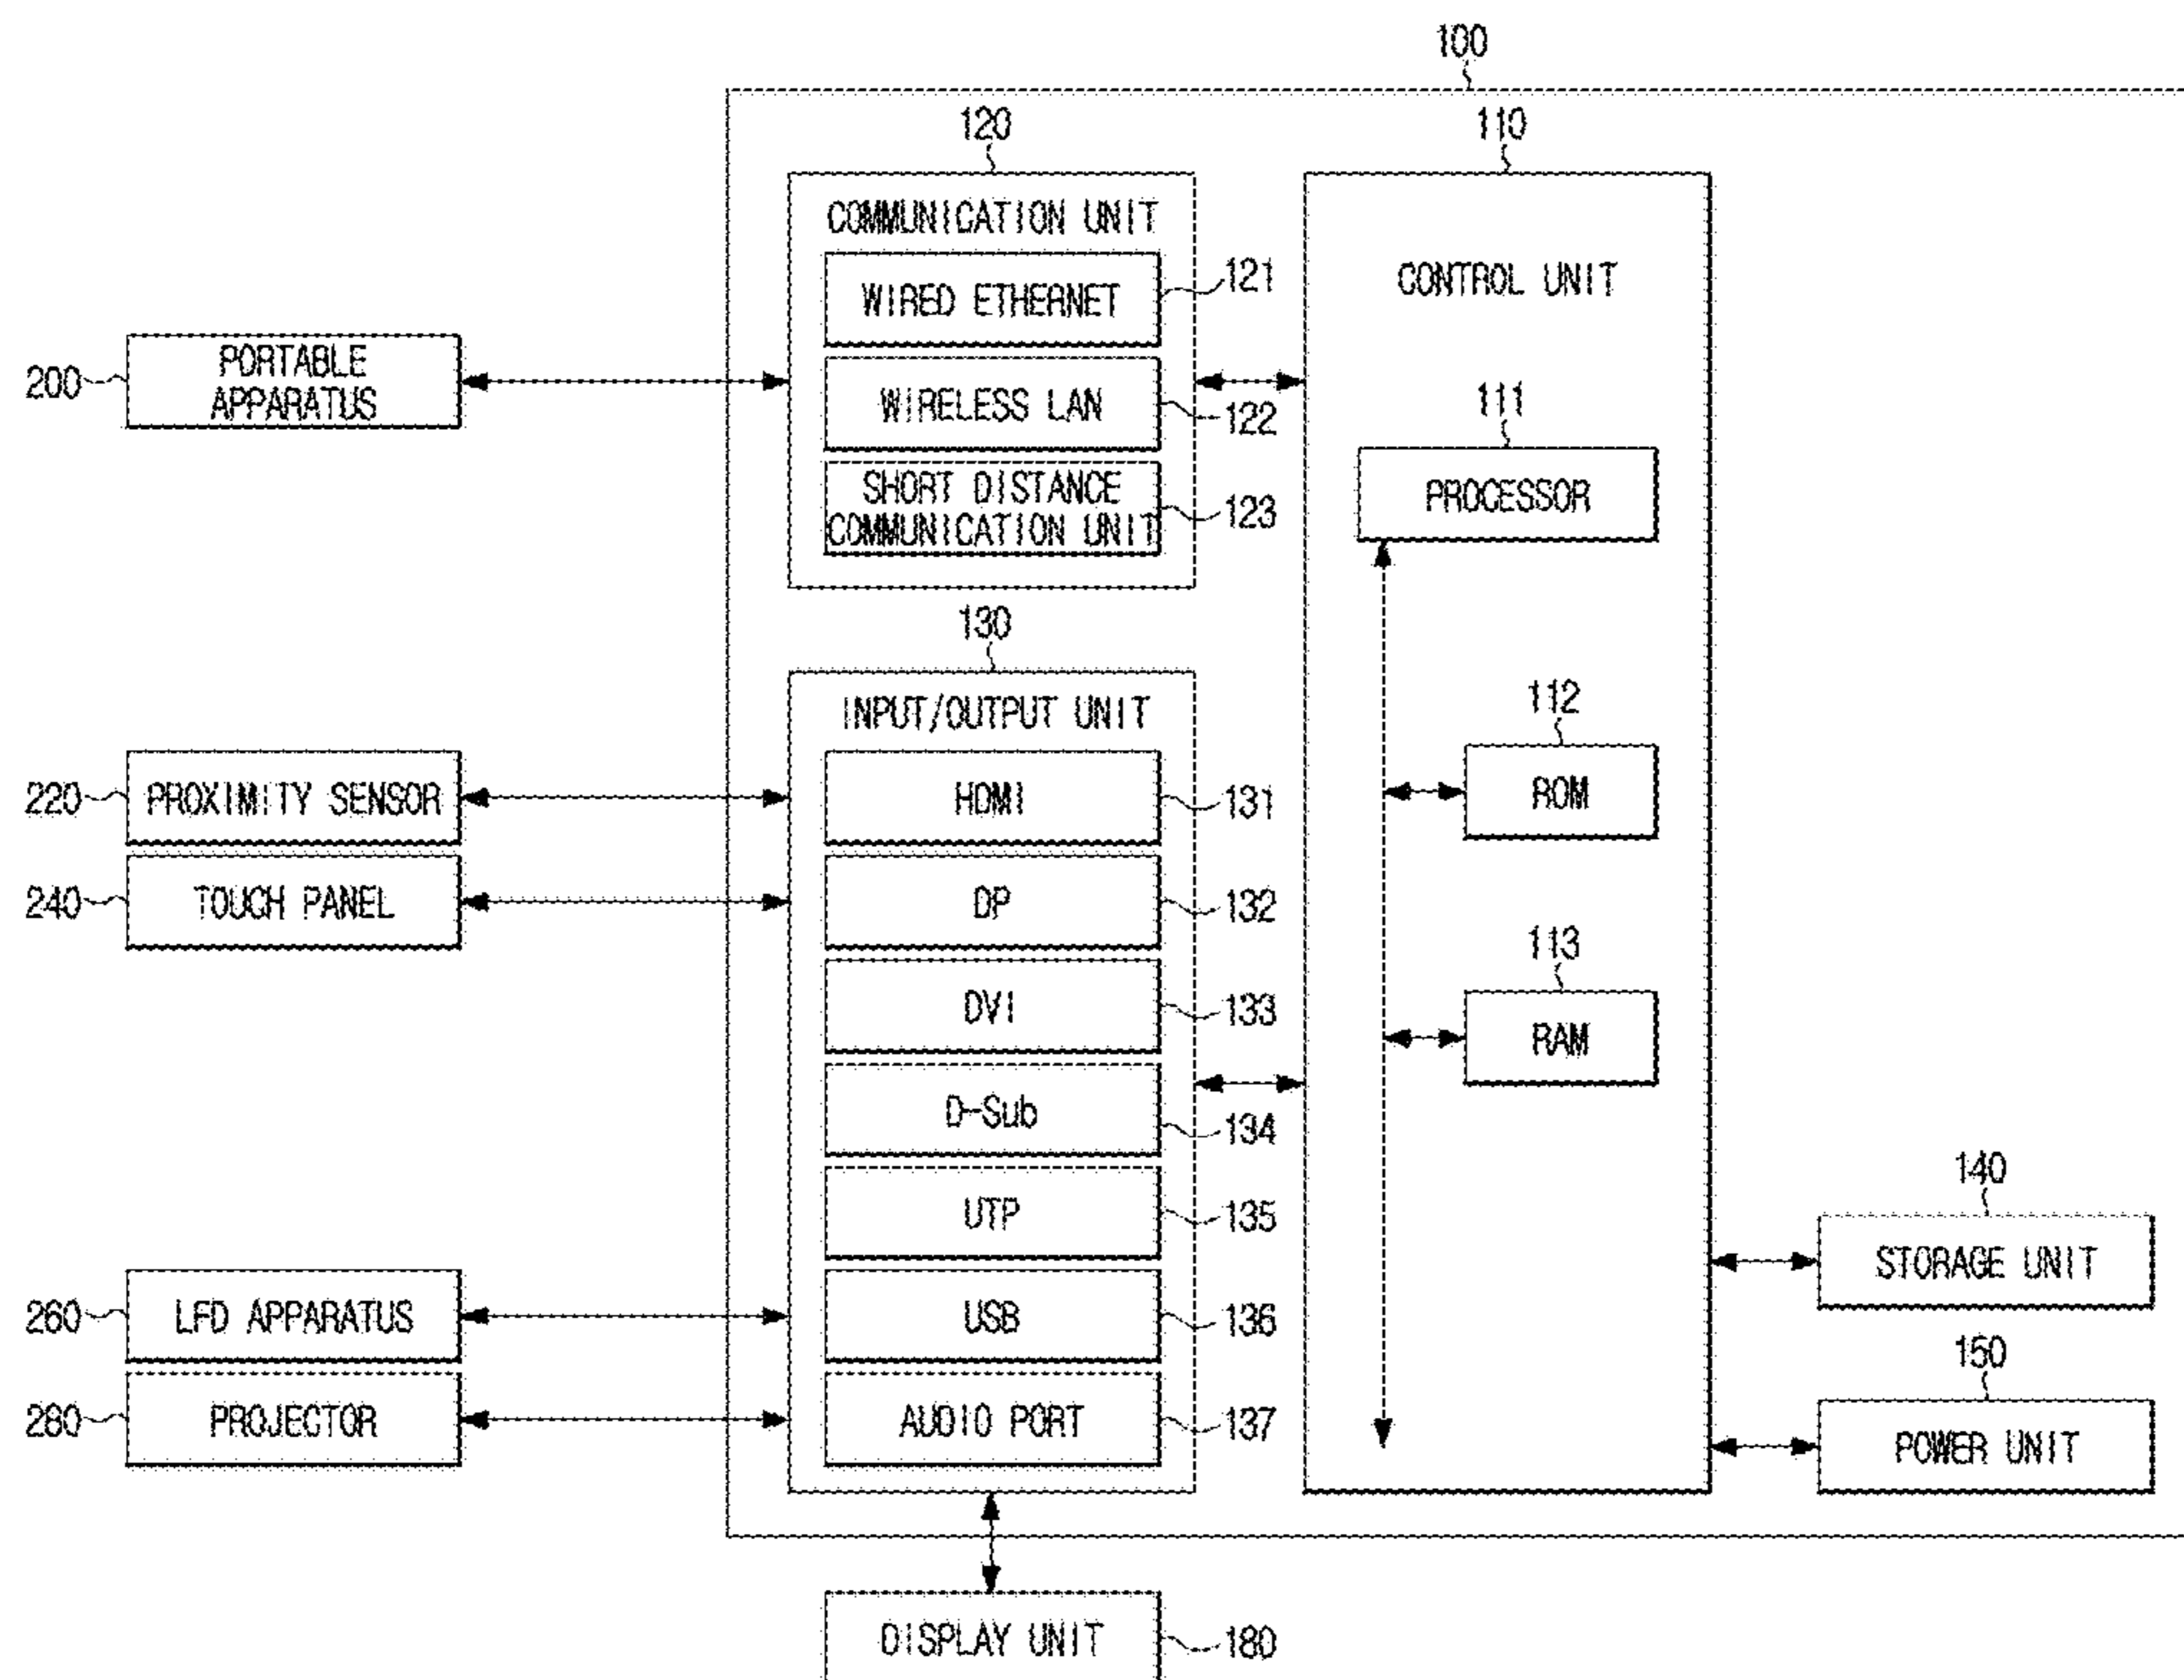 100
120
110
COMMUNICATION UNIT
WIRED ETHERNET
121
CONTROL UNIT
200
PORTABLE
APPARATUS
WIRELESS LAN
122
111
SHORT DISTANCE
COMMUNICATION UNIT
123
PROCESSOR
130
INPUT/OUTPUT UNIT
112
220
PROXIMITY SENSOR
HDMI
131
ROM
240
TOUCH PANEL
DP
132
113
DVI
133
RAM
D-Sub
134
140
UTP
135
STORAGE UNIT
260
LFD APPARATUS
USB
136
150
280
PROJECTOR
AUDIO PORT
137
POWER UNIT
DISPLAY UNIT
180